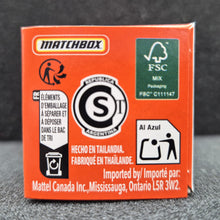 MATCHBOX
FSC
MIX
Packaging
FSC® C111147
ÉLÉMENTS
D'EMBALLAGE
À SÉPARER ET
À DÉPOSER
DANS LE BAC
DE TRI
REPUBLICA
S
T
ARGENTINA
Al Azul
HECHO EN TAILANDIA.
FABRIQUÉ EN THAÏLANDE.
Imported by/ Importé par:
Mattel Canada Inc., Mississauga, Ontario L5R 3W2.